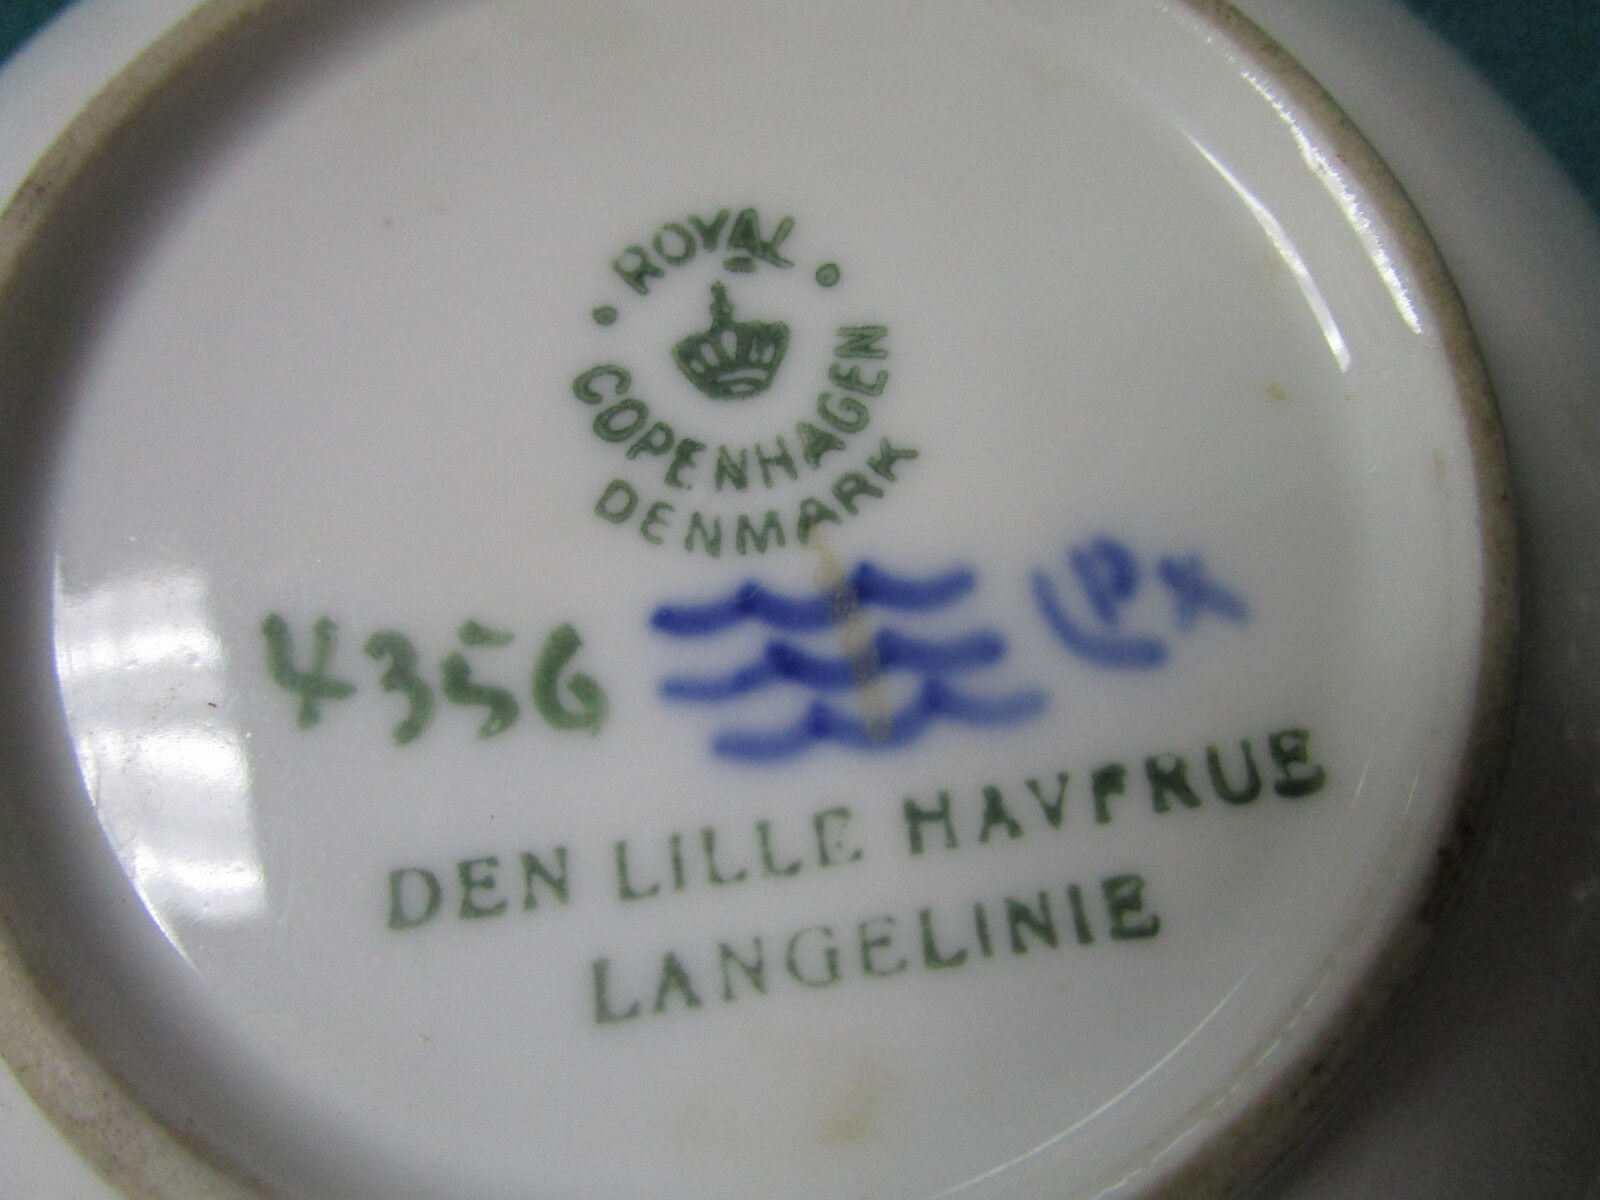 ROYAL
COPENHAGEN
DENMARK
4356
DEN LILLE HAVFRUE
LANGELINIE